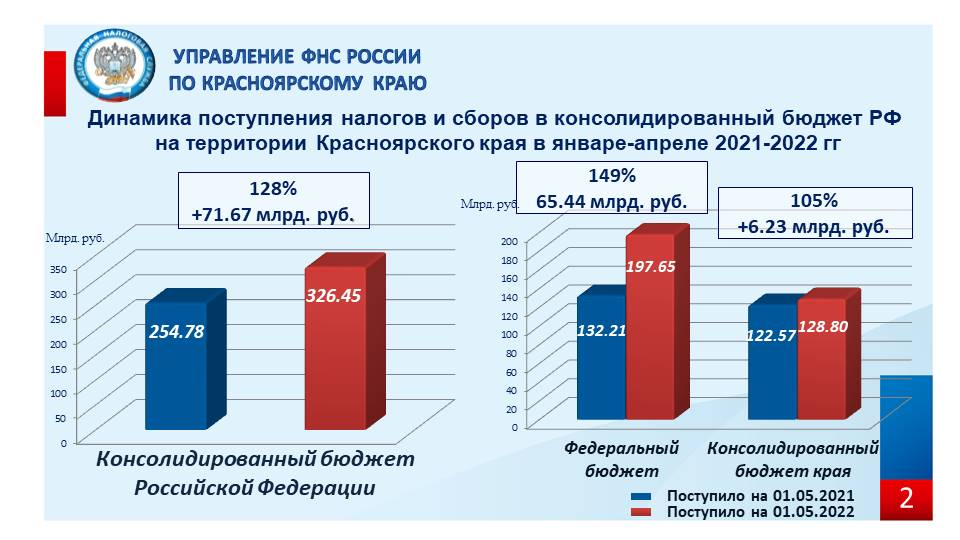 ФЕДЕРАЛЬНАЯ НАЛОГОВАЯ СЛУЖБА
УПРАВЛЕНИЕ ФНС РОССИИ
ПО КРАСНОЯРСКОМУ КРАЮ
Динамика поступления налогов и сборов в консолидированный бюджет РФ
на территории Красноярского края в январе-апреле 2021-2022 гг
128%
+71.67 млрд. руб.
Млрд. руб.
350
300
250
200
150
100
50
0
254.78
326.45
Консолидированный бюджет
Российской Федерации
149%
65.44 млрд. руб.
105%
+6.23 млрд. руб.
Млрд. руб.
200
180
160
140
120
100
80
60
40
20
0
132.21
197.65
122.57
128.80
Федеральный
бюджет
Консолидированный
бюджет края
Поступило на 01.05.2021
Поступило на 01.05.2022
2